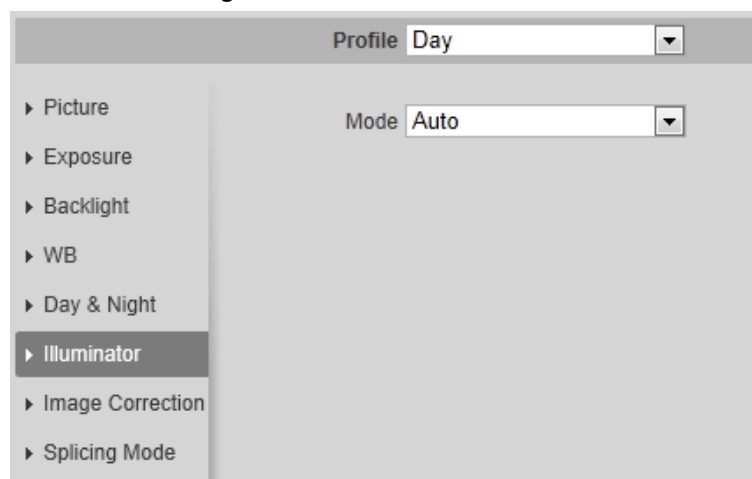 Profile Day
Picture
Mode Auto
Exposure
Backlight
WB
Day & Night
Illuminator
Image Correction
Splicing Mode